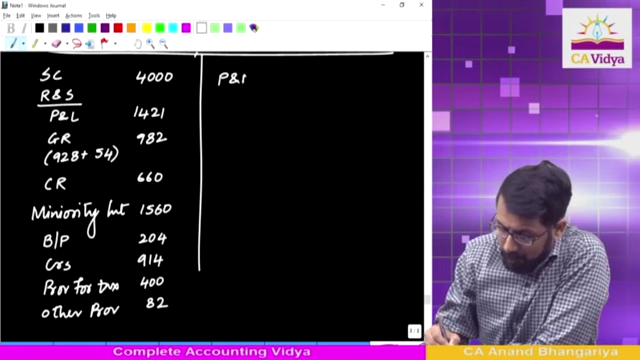 Note1 - Windows Journal
File Edit View Insert Actions Tools Help
B I
CA Vidya
SC 4000
R&S
P&L 1421
GR 982
(928+54)
CR 660
Miniority Int 1560
B/P 204
Crs 914
Prov for tax 400
other Prov 82
P&L
1/1
Complete Accounting Vidya
CA Anand Bhangariya